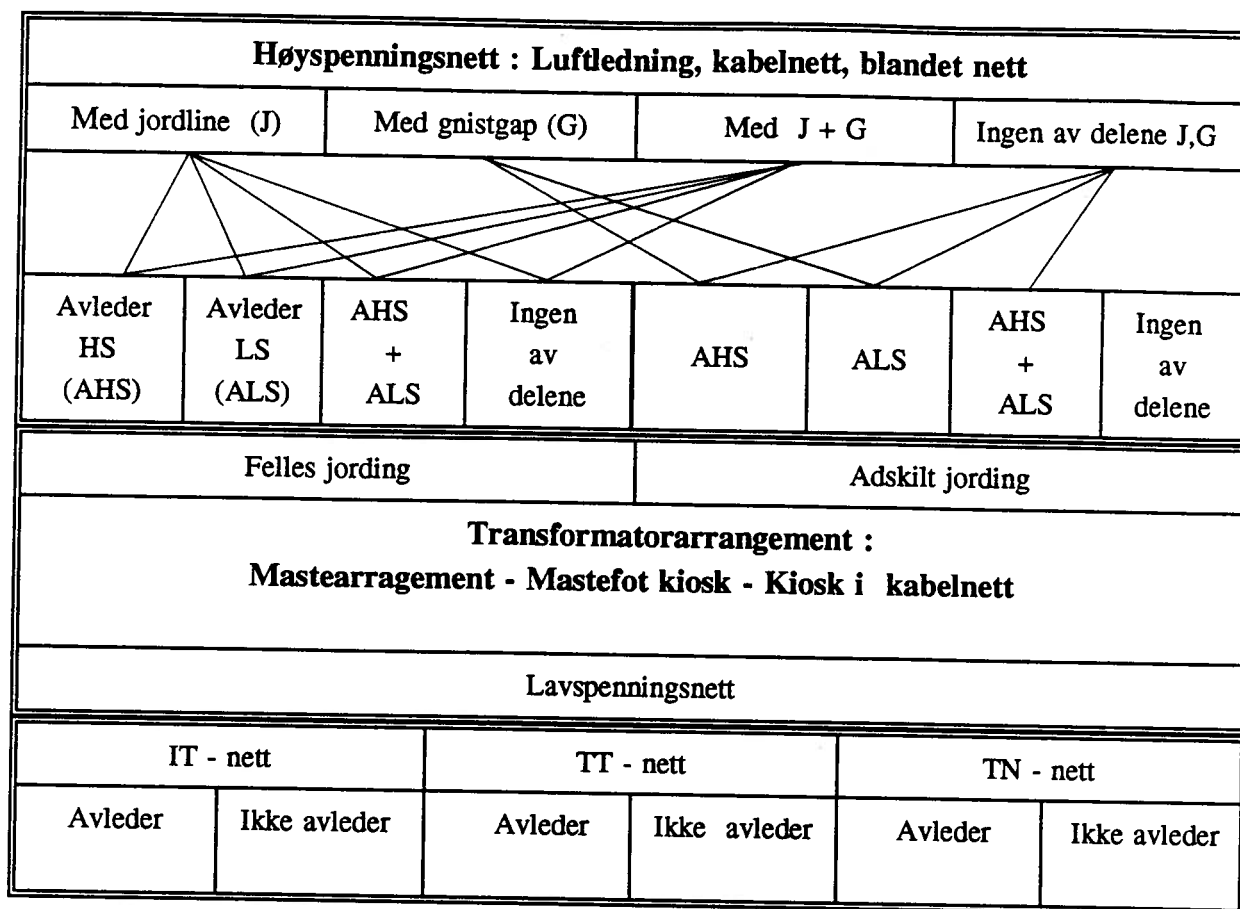 Høyspenningsnett : Luftledning, kabelnett, blandet nett
Med jordline (J)
Med gnistgap (G)
Med J + G
Ingen av delene J,G
Avleder
HS
(AHS)
Avleder
LS
(ALS)
AHS
+
ALS
Ingen
av
delene
AHS
ALS
AHS
+
ALS
Ingen
av
delene
Felles jording
Adskilt jording
Transformatorarrangement :
Mastearragement - Mastefot kiosk - Kiosk i kabelnett
Lavspenningsnett
IT - nett
TT - nett
TN - nett
Avleder
Ikke avleder
Avleder
Ikke avleder
Avleder
Ikke avleder